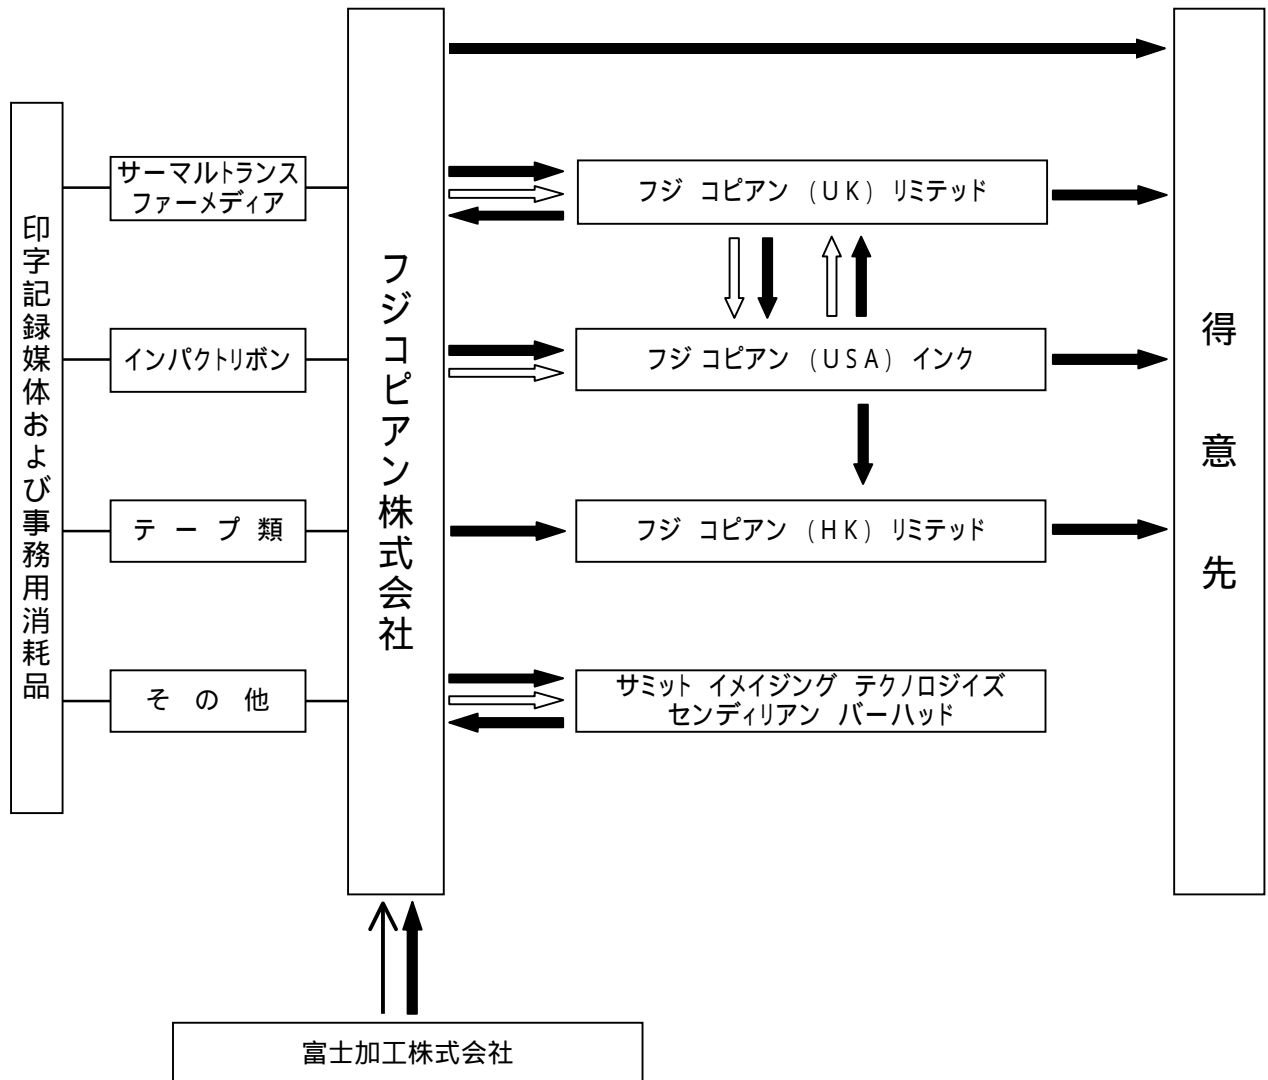 印字記録媒体および事務用消耗品
サーマルトランス
ファーメディア
インパクトリボン
テープ類
その他
フジコピアン株式会社
フジ コピアン (UK) リミテッド
フジ コピアン (USA) インク
フジ コピアン (HK) リミテッド
サミット イメイジング テクノロジイズ
センディリアン バーハッド
得意先
富士加工株式会社